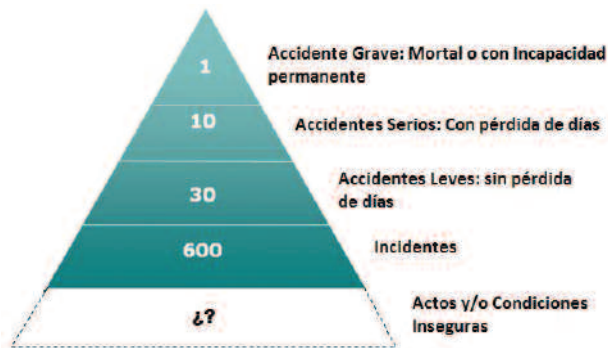 1
Accidente Grave: Mortal o con Incapacidad
permanente
10
Accidentes Serios: Con pérdida de días
30
Accidentes Leves: sin pérdida
de días
600
Incidentes
¿?
Actos y/o Condiciones
Inseguras